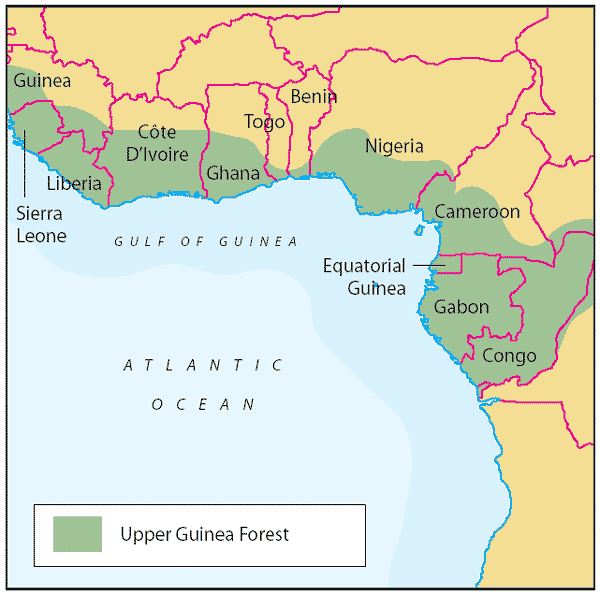 Guinea
Benin
Togo
Côte
D'Ivoire
Nigeria
Ghana
Liberia
Sierra
Leone
Cameroon
GULF OF GUINEA
Equatorial
Guinea
Gabon
Congo
ATLANTIC
OCEAN
Upper Guinea Forest